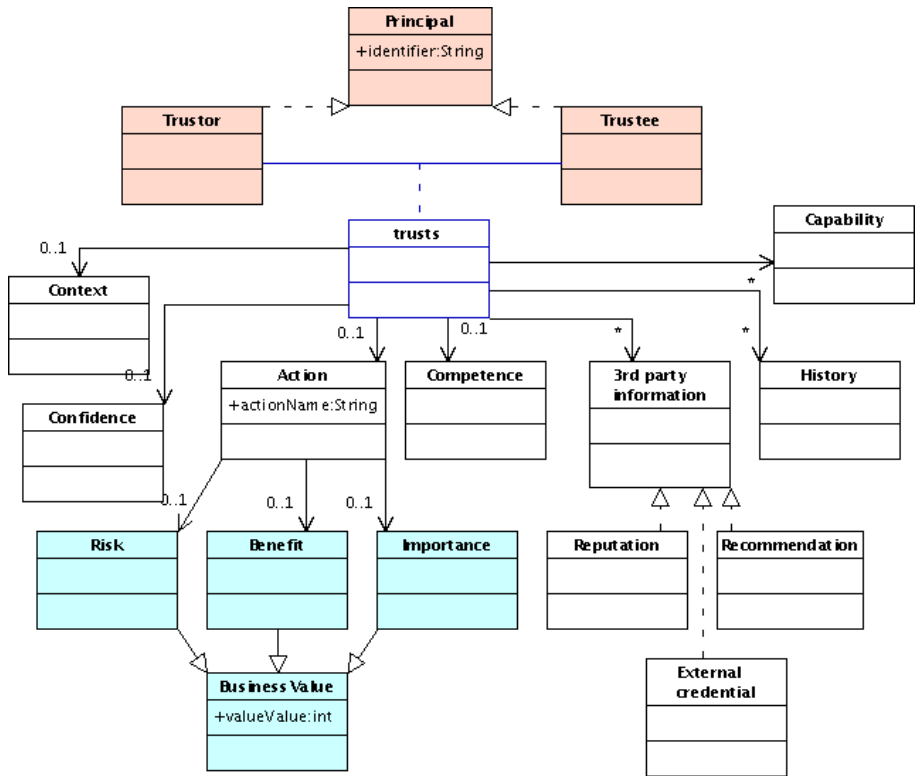 Principal
+identifier:String
Trustor
Trustee
trusts
Capability
0..1
*
Context
0..1
0..1
*
*
0..1
Action
Competence
3rd party
information
History
+actionName:String
Confidence
0..1
0..1
0..1
Risk
Benefit
Importance
Reputation
Recommendation
Business Value
+valueValue:int
External
credential